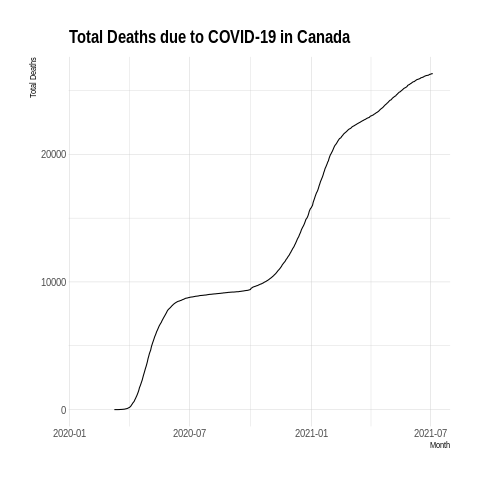 Total Deaths due to COVID-19 in Canada
Total Deaths
20000
10000
0
2020-01 2020-07 2021-01 2021-07
Month